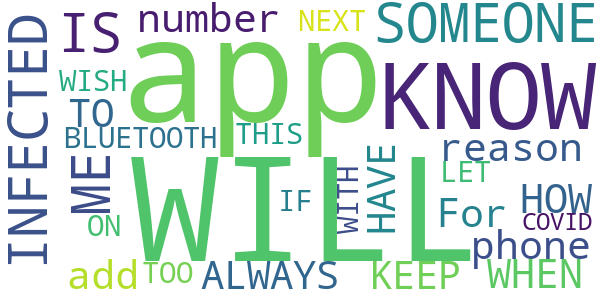 number
NEXT
SOMEONE
IS
app
KNOW
INFECTED
WISH
TO
BLUETOOTH
THIS
reason
ME
WILL
IF
WITH
HAVE
LET
For
HOW
ON
COVID
phone
add
TOO
ALWAYS
KEEP
WHEN